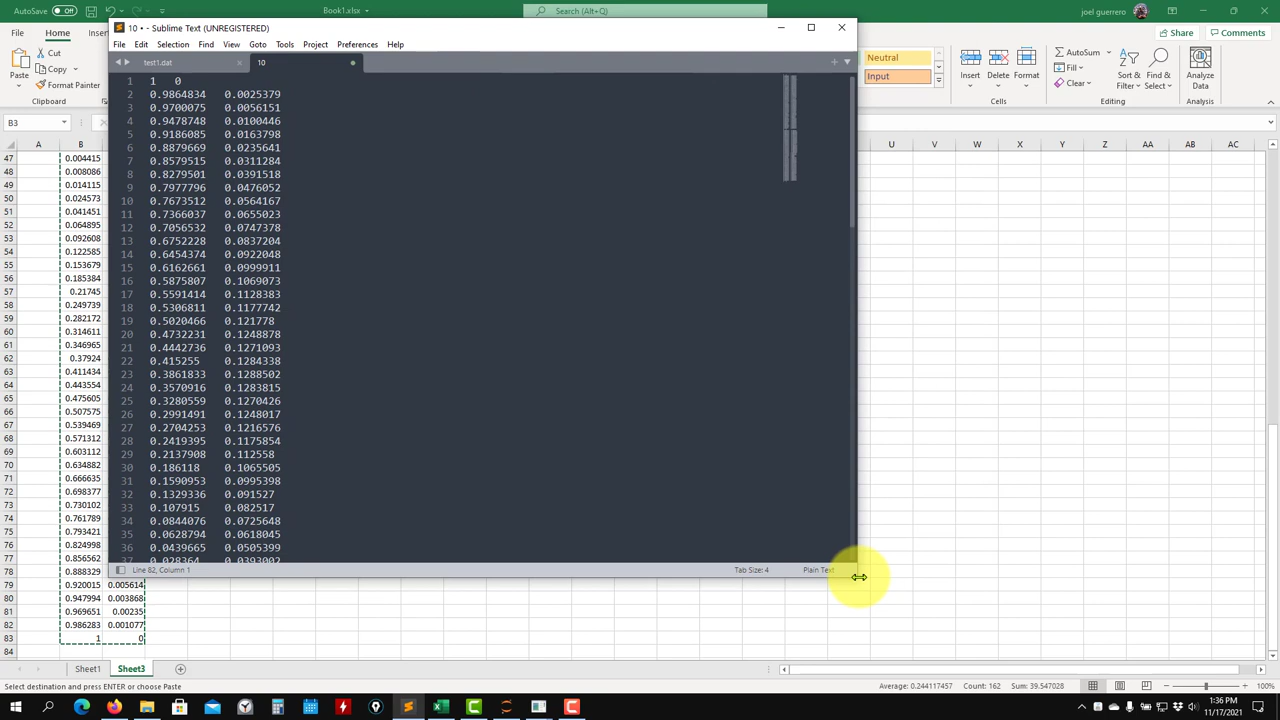 AutoSave Off Book1.xlsx Search (Alt+Q) joel guerrero
10 • - Sublime Text (UNREGISTERED)
File Home Share Comments
File Edit Selection Find View Goto Tools Project Preferences Help
Cut
Copy
Format Painter
Paste
Clipboard
Neutral
Input
Insert Delete Format
Cells
AutoSum
Fill
Clear
Sort & Filter
Find & Select
Editing
Analyze Data
Analysis
test1.dat 10
B3
A B U V W X Y Z AA AB AC
1 1 0
2 0.9864834 0.0025379
3 0.9700075 0.0056151
4 0.9478748 0.0100446
5 0.9186085 0.0163798
6 0.8879669 0.0235641
7 0.8579515 0.0311284
8 0.8279501 0.0391518
9 0.7977796 0.0476052
10 0.7673512 0.0564167
11 0.7366037 0.0655023
12 0.7056532 0.0747378
13 0.6752228 0.0837204
14 0.6454374 0.0922048
15 0.6162661 0.0999911
16 0.5875807 0.1069073
17 0.5591414 0.1128383
18 0.5306811 0.1177742
19 0.5020466 0.121778
20 0.4732231 0.1248878
21 0.4442736 0.1271093
22 0.415255 0.1284338
23 0.3861833 0.1288502
24 0.3570916 0.1283815
25 0.3280559 0.1270426
26 0.2991491 0.1248017
27 0.2704253 0.1216576
28 0.2419395 0.1175854
29 0.2137908 0.112558
30 0.186118 0.1065505
31 0.1590953 0.0995398
32 0.1329336 0.091527
33 0.107915 0.082517
34 0.0844076 0.0725648
35 0.0628794 0.0618045
36 0.0439665 0.0505399
37 0.028364 0.0393002
Line 82, Column 1 Tab Size: 4 Plain Text
47 0.004415
48 0.008086
49 0.014115
50 0.024573
51 0.041451
52 0.064895
53 0.092608
54 0.122585
55 0.153679
56 0.185384
57 0.21745
58 0.249739
59 0.282172
60 0.314611
61 0.346965
62 0.37924
63 0.411434
64 0.443554
65 0.475605
66 0.507575
67 0.539469
68 0.571312
69 0.603112
70 0.634882
71 0.666635
72 0.698377
73 0.730102
74 0.761789
75 0.793421
76 0.824998
77 0.856562
78 0.888329
79 0.920015 0.005614
80 0.947994 0.003868
81 0.969651 0.00235
82 0.986283 0.001077
83 1 0
84
Sheet1 Sheet3
Select destination and press ENTER or choose Paste Average: 0.244117457 Count: 162 Sum: 39.547028 100%
1:36 PM
11/17/2021